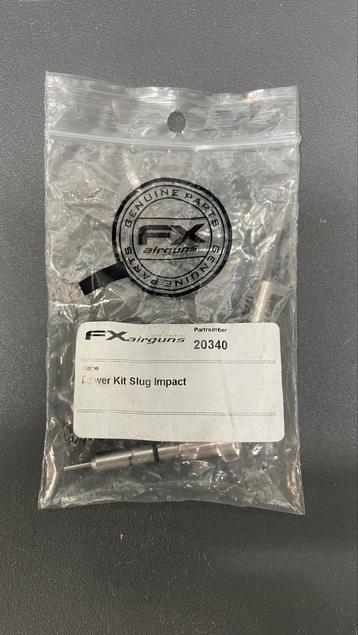 GENUINE PARTS
FX
airguns
GENUINE PARTS
FX airguns
Partnumber
20340
Name
Power Kit Slug Impact